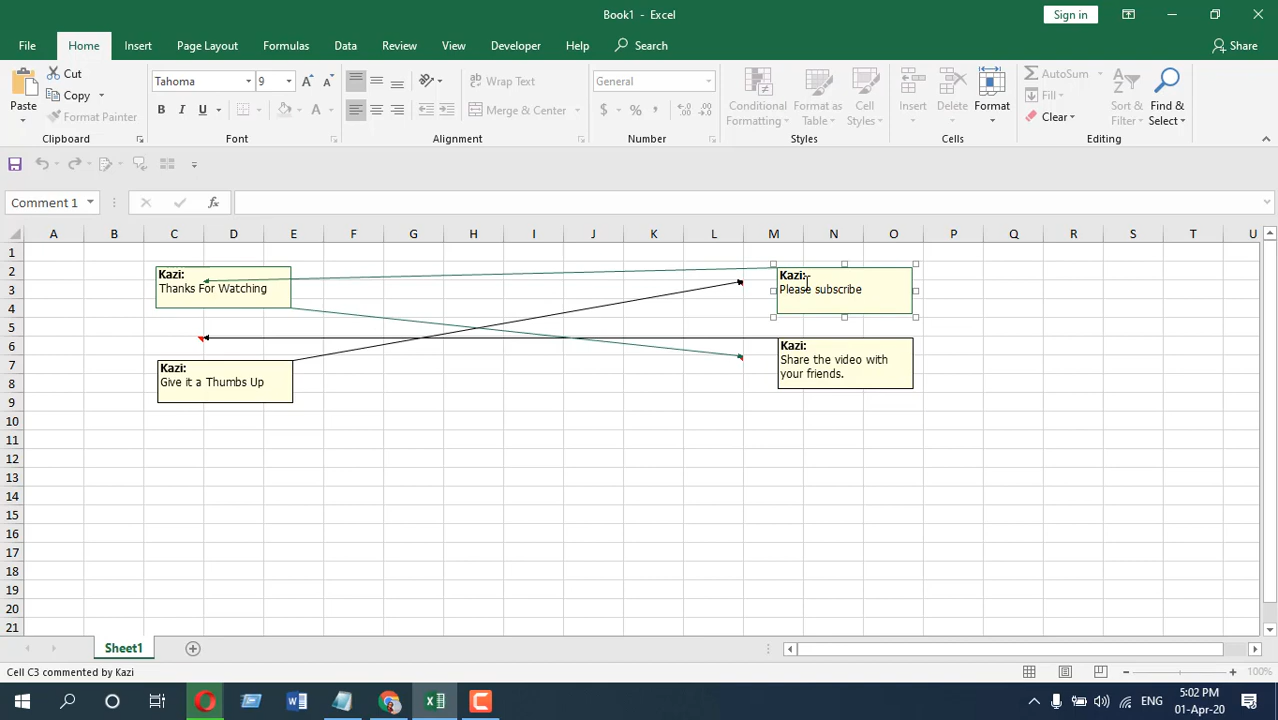 Book1 - Excel
Sign in
File Home Insert Page Layout Formulas Data Review View Developer Help Search Share
Paste
Cut
Copy
Format Painter
Clipboard
Tahoma 9
B I U
Font
Wrap Text
Merge & Center
Alignment
General
$ % ,
Number
Conditional Formatting
Format as Table
Cell Styles
Styles
Insert
Delete
Format
Cells
AutoSum
Fill
Clear
Sort & Filter
Find & Select
Editing
Comment 1 fx
A B C D E F G H I J K L M N O P Q R S T U
1
2
3
4
5
6
7
8
9
10
11
12
13
14
15
16
17
18
19
20
21
Kazi:
Thanks For Watching
Kazi:
Please subscribe
Kazi:
Give it a Thumbs Up
Kazi:
Share the video with
your friends.
Sheet1
Cell C3 commented by Kazi
100%
ENG
5:02 PM
01-Apr-20